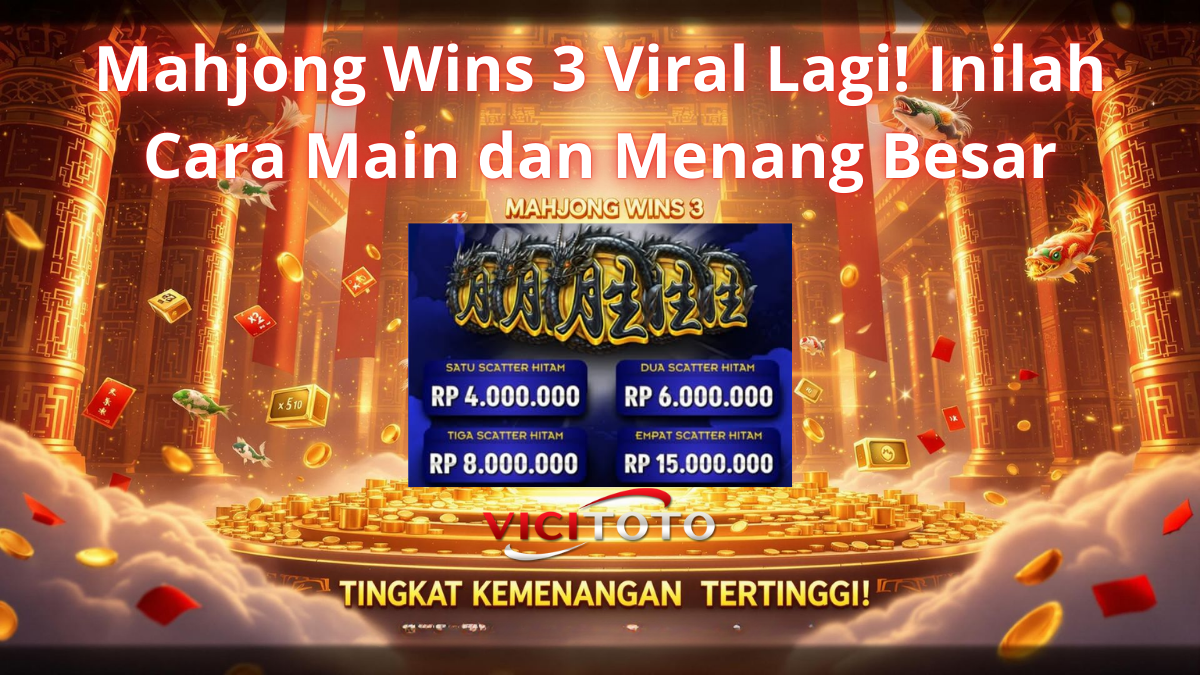 Mahjong Wins 3 Viral Lagi! Inilah
Cara Main dan Menang Besar
MAHJONG WINS 3
SATU SCATTER HITAM
RP 4.000.000
DUA SCATTER HITAM
RP 6.000.000
TIGA SCATTER HITAM
RP 8.000.000
EMPAT SCATTER HITAM
RP 15.000.000
x510
VICITOTO
TINGKAT KEMENANGAN TERTINGGI!